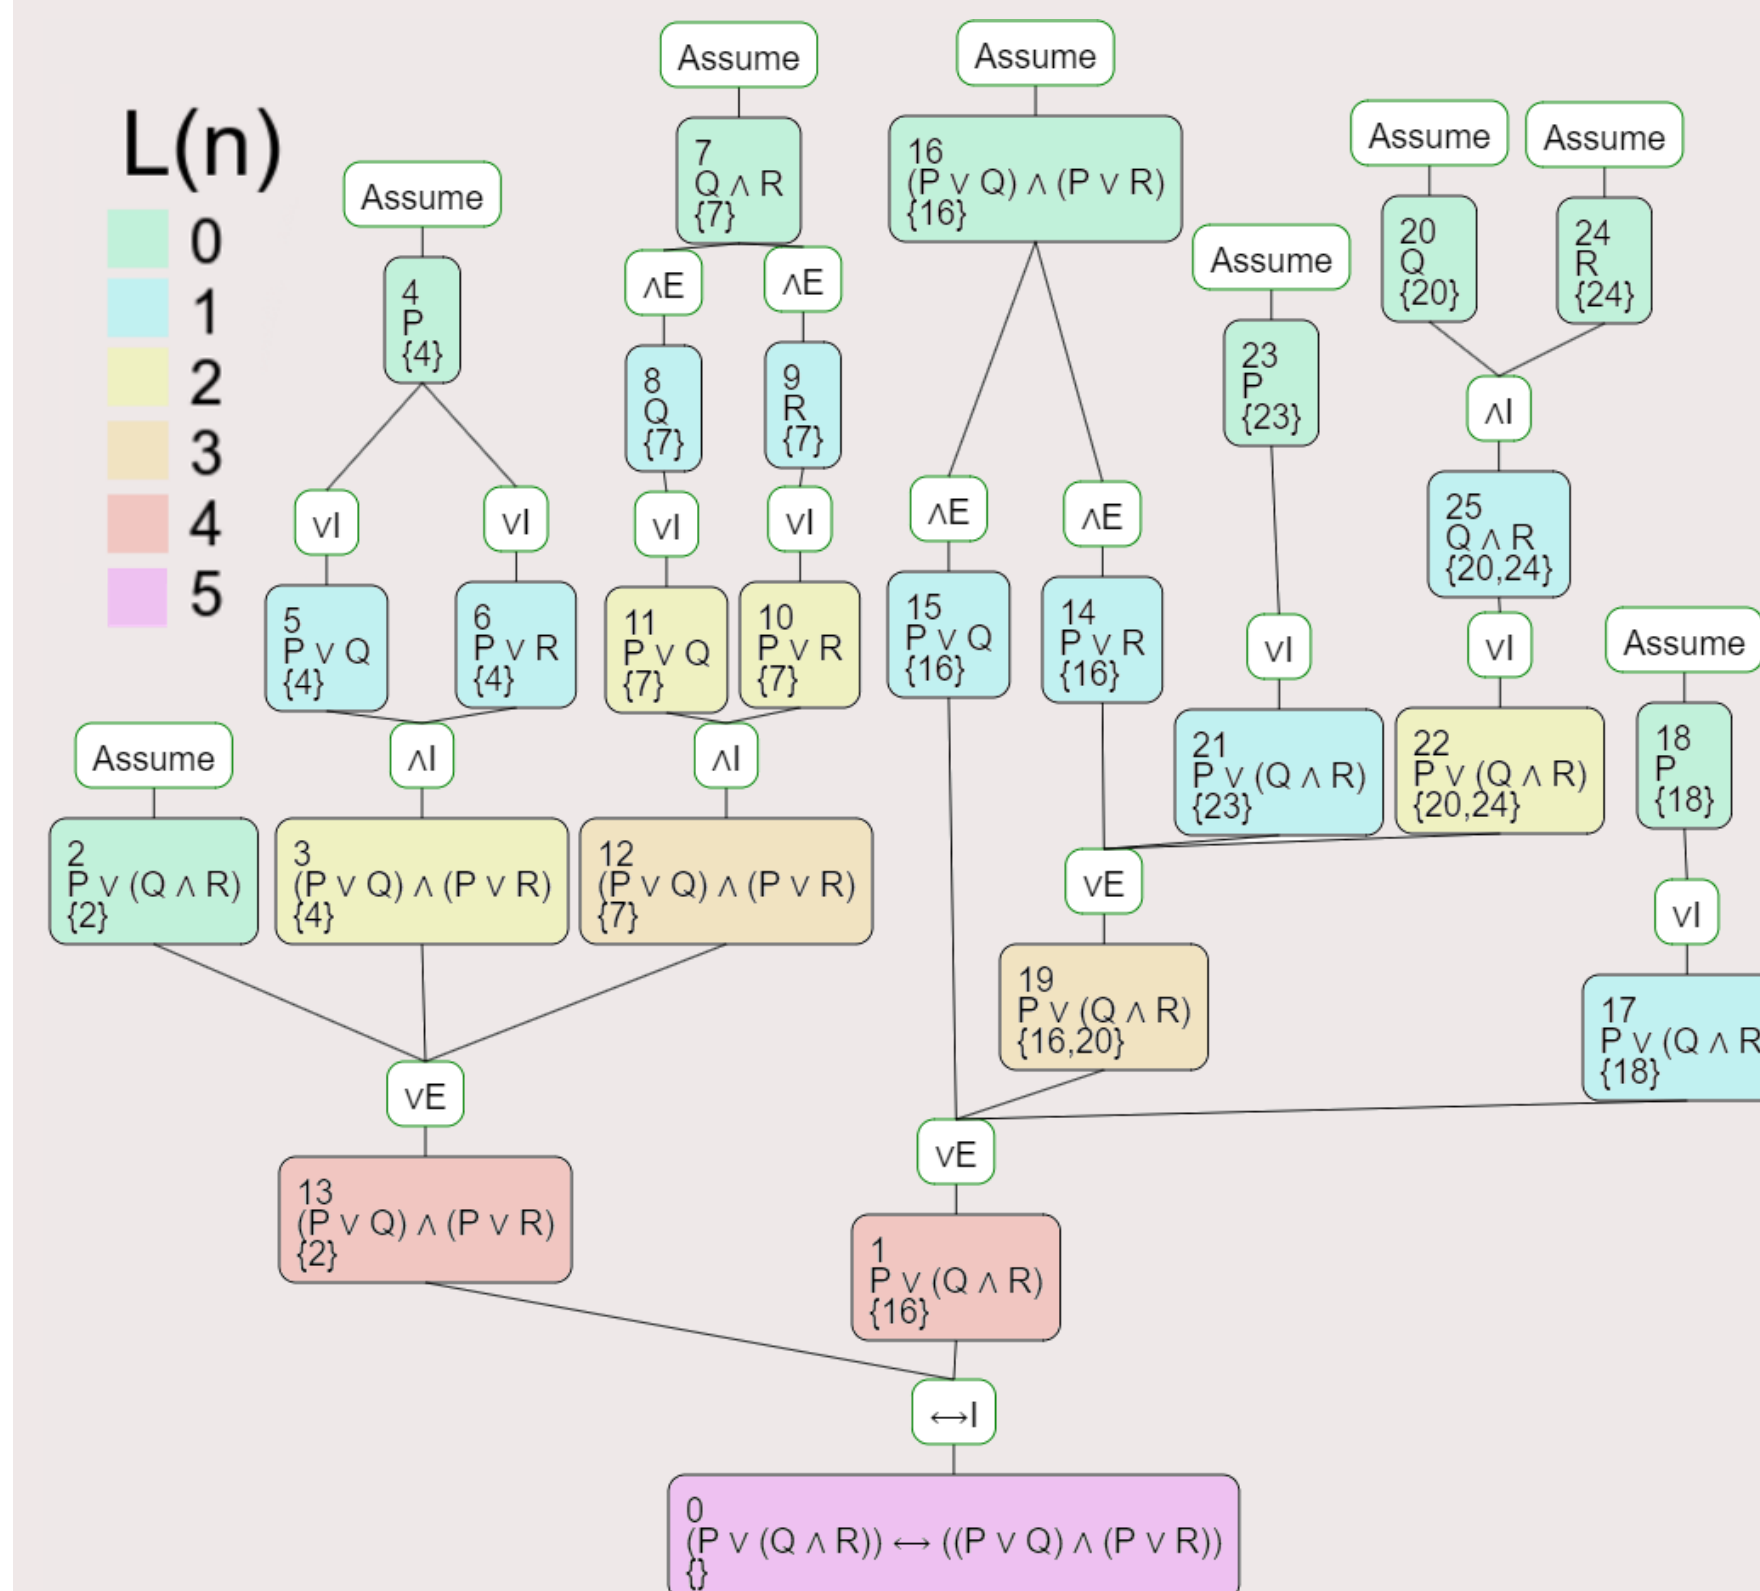 L(n)
0
1
2
3
4
5
Assume
4
P
{4}
∨I
∨I
5
P ∨ Q
{4}
6
P ∨ R
{4}
∧I
Assume
2
P ∨ (Q ∧ R)
{2}
3
(P ∨ Q) ∧ (P ∨ R)
{4}
Assume
7
Q ∧ R
{7}
∧E
∧E
8
Q
{7}
9
R
{7}
∨I
∨I
11
P ∨ Q
{7}
10
P ∨ R
{7}
∧I
12
(P ∨ Q) ∧ (P ∨ R)
{7}
∨E
13
(P ∨ Q) ∧ (P ∨ R)
{2}
Assume
16
(P ∨ Q) ∧ (P ∨ R)
{16}
∧E
∧E
15
P ∨ Q
{16}
14
P ∨ R
{16}
Assume
23
P
{23}
∨I
21
P ∨ (Q ∧ R)
{23}
Assume
Assume
20
Q
{20}
24
R
{24}
∧I
25
Q ∧ R
{20,24}
∨I
22
P ∨ (Q ∧ R)
{20,24}
∨E
19
P ∨ (Q ∧ R)
{16,20}
Assume
18
P
{18}
∨I
17
P ∨ (Q ∧ R
{18}
∨E
1
P ∨ (Q ∧ R)
{16}
↔I
0
(P ∨ (Q ∧ R)) ↔ ((P ∨ Q) ∧ (P ∨ R))
{}